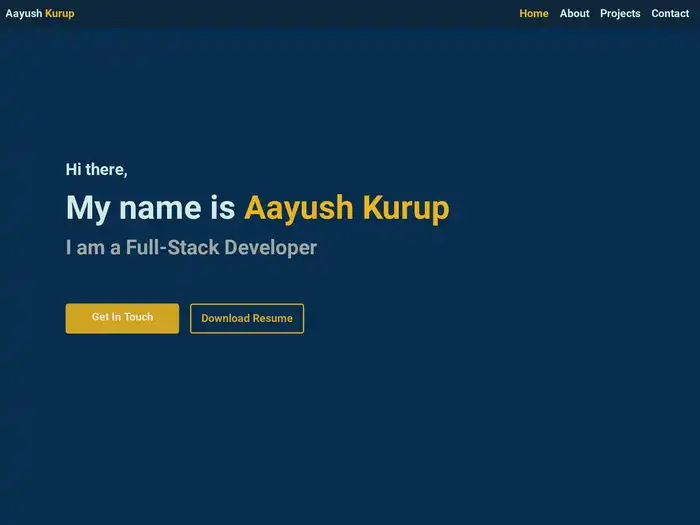 Aayush Kurup
Home About Projects Contact
Hi there,
My name is Aayush Kurup
I am a Full-Stack Developer
Get In Touch
Download Resume